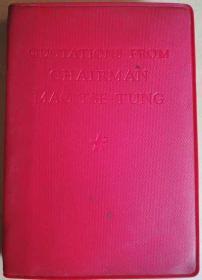 QUOTATIONS FROM
CHAIRMAN
MAO TSE-TUNG